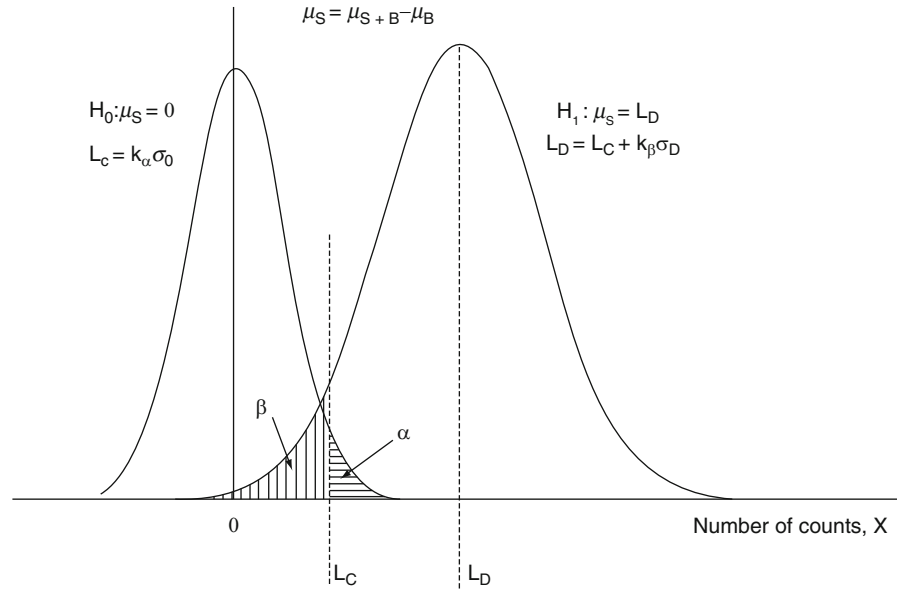 μS = μS + B−μB
H0:μS = 0
Lc = kασ0
H1 : μs = LD
LD = LC + kβσD
β
α
0
Number of counts, X
LC
LD